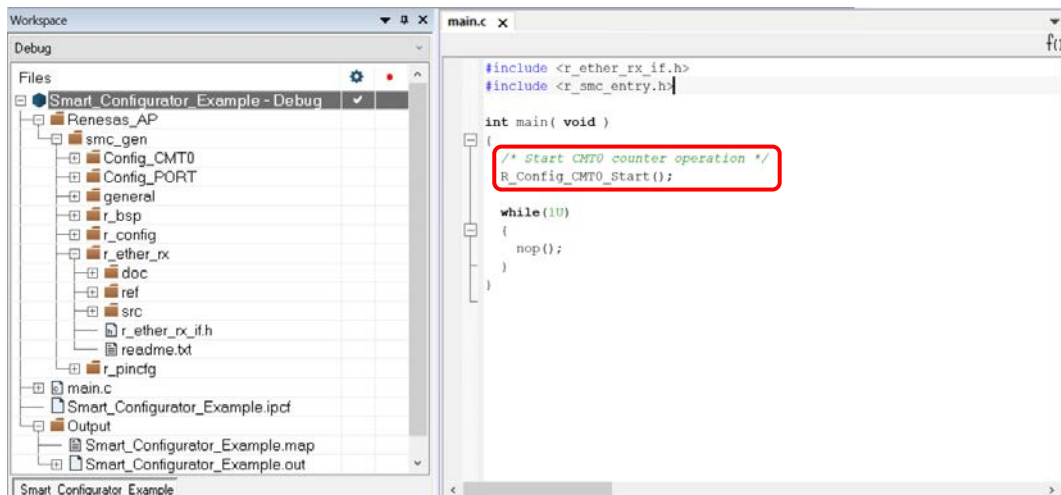 Workspace
Debug
Files
Smart_Configurator_Example - Debug
Renesas_AP
smc_gen
Config_CMT0
Config_PORT
general
r_bsp
r_config
r_ether_rx
doc
ref
src
r_ether_rx_if.h
readme.txt
r_pincfg
main.c
Smart_Configurator_Example.ipcf
Output
Smart_Configurator_Example.map
Smart_Configurator_Example.out
Smart_Configurator_Example
main.c
#include <r_ether_rx_if.h>
#include <r_smc_entry.h>
int main( void )
{
/* Start CMT0 counter operation */
R_Config_CMT0_Start();
while(1U)
{
nop();
}
}